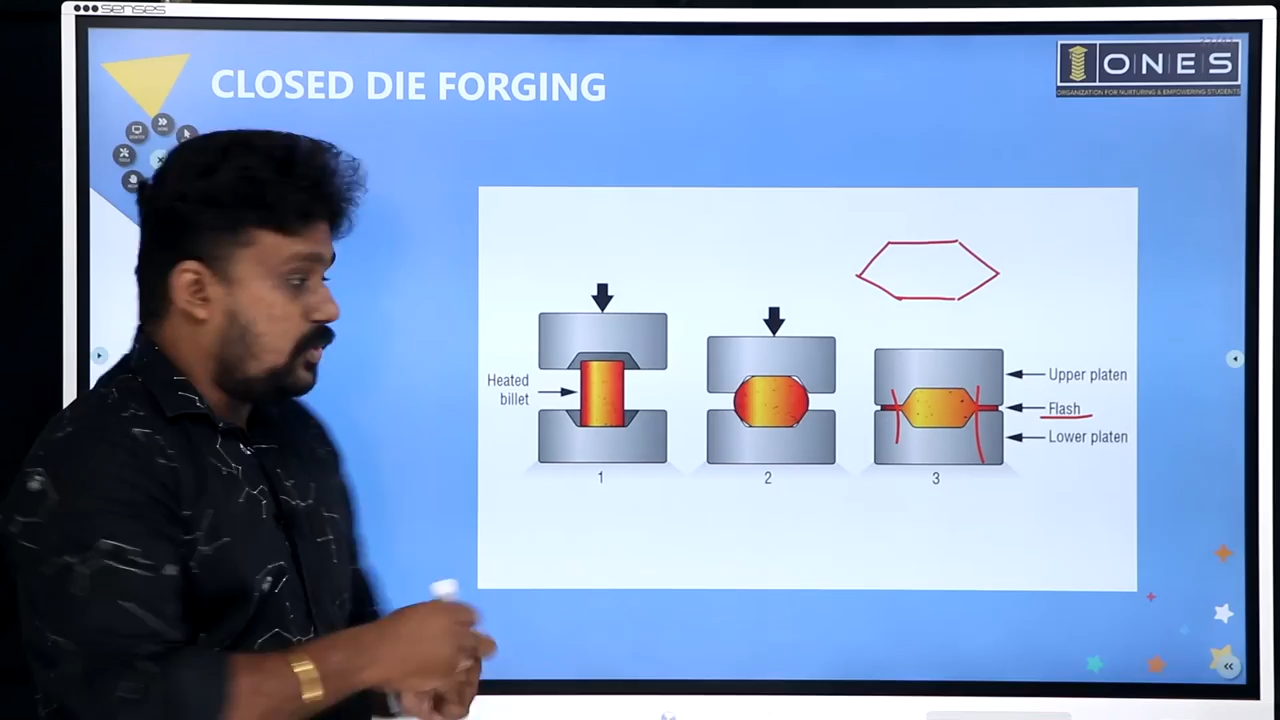 senses
CLOSED DIE FORGING
O|N|E|S
ORGANIZATION FOR NURTURING & EMPOWERING STUDENTS
Heated
billet
Upper platen
Flash
Lower platen
1
2
3